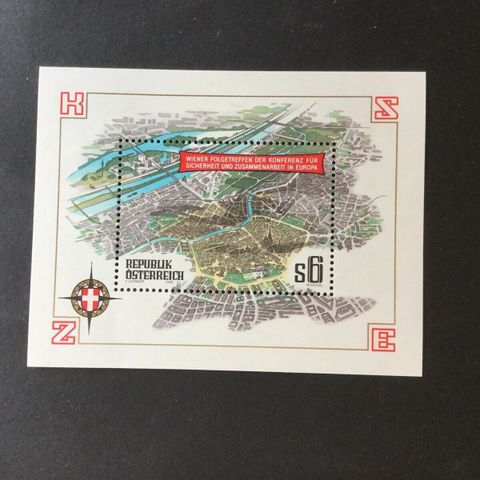 K S
WIENER FOLGETREFFEN DER KONFERENZ FÜR
SICHERHEIT UND ZUSAMMENARBEIT IN EUROPA
REPUBLIK
ÖSTERREICH
S6
Z E